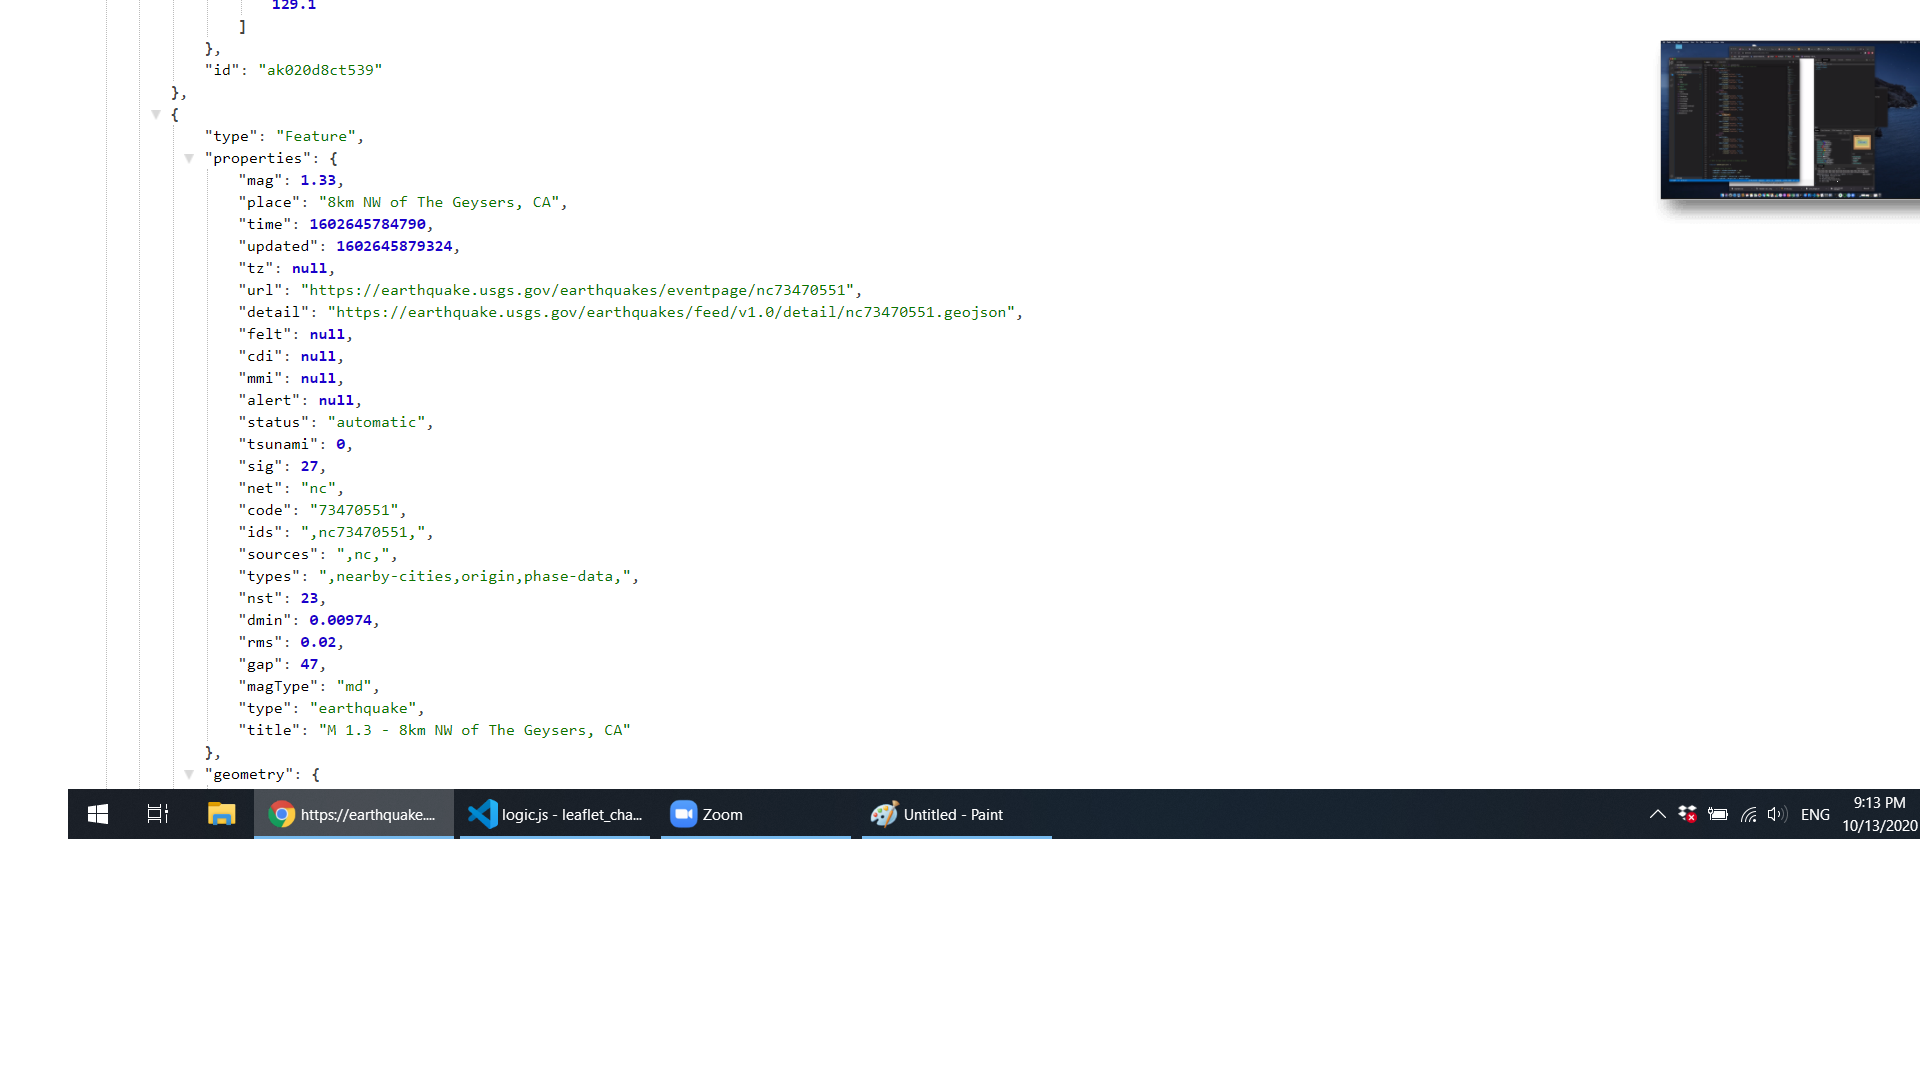 129.1
]
},
"id": "ak020d8ct539"
},
{
"type": "Feature",
"properties": {
"mag": 1.33,
"place": "8km NW of The Geysers, CA",
"time": 1602645784790,
"updated": 1602645879324,
"tz": null,
"url": "https://earthquake.usgs.gov/earthquakes/eventpage/nc73470551",
"detail": "https://earthquake.usgs.gov/earthquakes/feed/v1.0/detail/nc73470551.geojson",
"felt": null,
"cdi": null,
"mmi": null,
"alert": null,
"status": "automatic",
"tsunami": 0,
"sig": 27,
"net": "nc",
"code": "73470551",
"ids": ",nc73470551,",
"sources": ",nc,",
"types": ",nearby-cities,origin,phase-data,",
"nst": 23,
"dmin": 0.00974,
"rms": 0.02,
"gap": 47,
"magType": "md",
"type": "earthquake",
"title": "M 1.3 - 8km NW of The Geysers, CA"
},
"geometry": {
https://earthquake.... logic.js - leaflet_cha... Zoom Untitled - Paint ENG 9:13 PM
10/13/2020